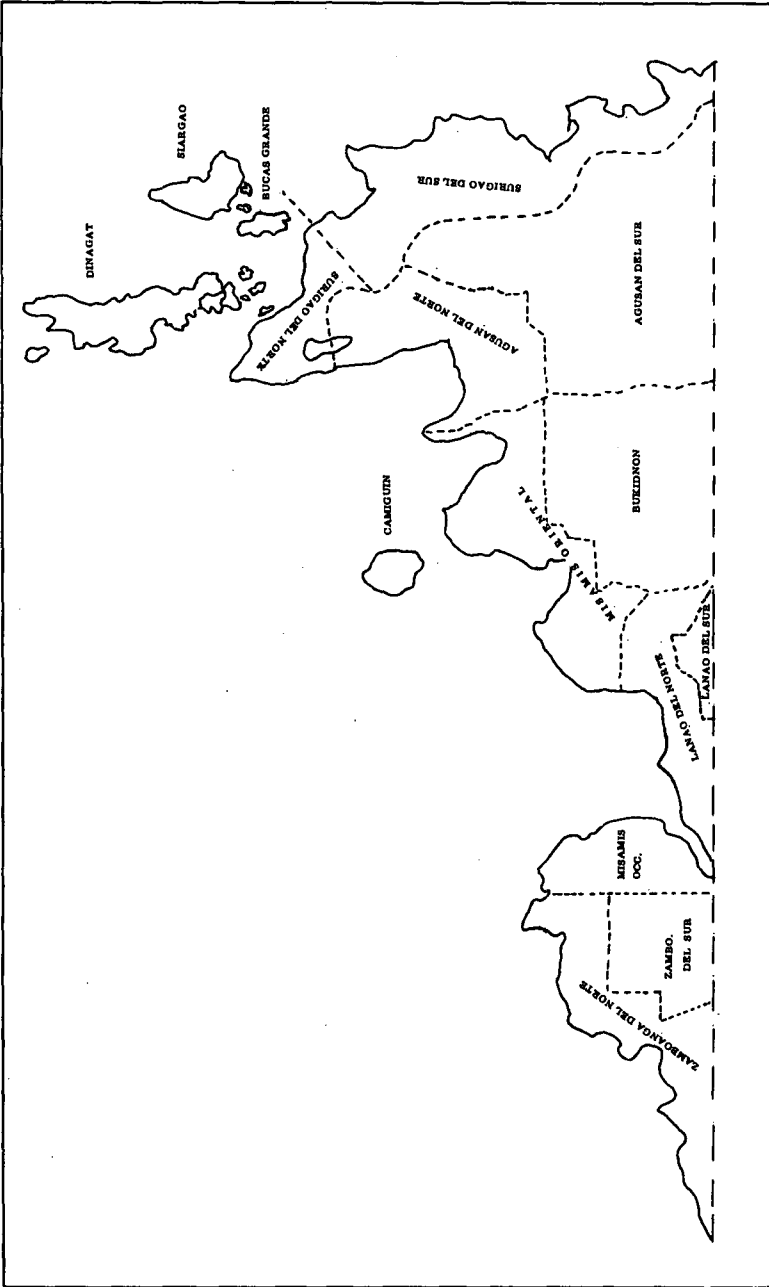 DINAGAT
SIARGAO
BUCAS GRANDE
SURIGAO DEL NORTE
SURIGAO DEL SUR
AGUSAN DEL NORTE
AGUSAN DEL SUR
CAMIGUIN
MISAMIS ORIENTAL
BUKIDNON
LANAO DEL NORTE
LANAO DEL SUR
MISAMIS
OCC.
ZAMBO.
DEL SUR
ZAMBOANGA DEL NORTE